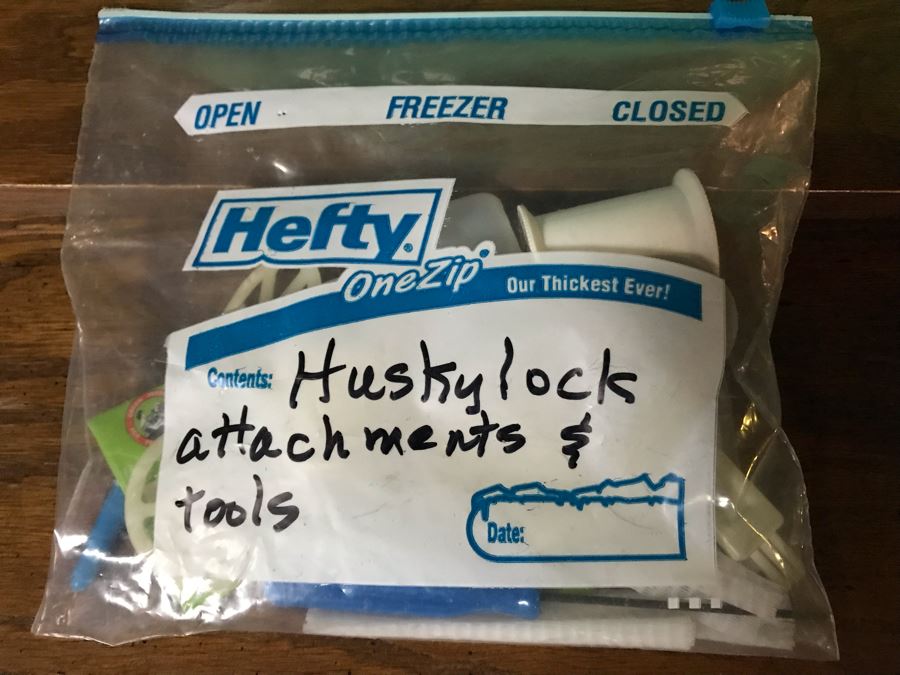 OPEN FREEZER CLOSED
Hefty®
OneZip®
Our Thickest Ever!
Contents: Huskylock
attachments &
tools
Date: